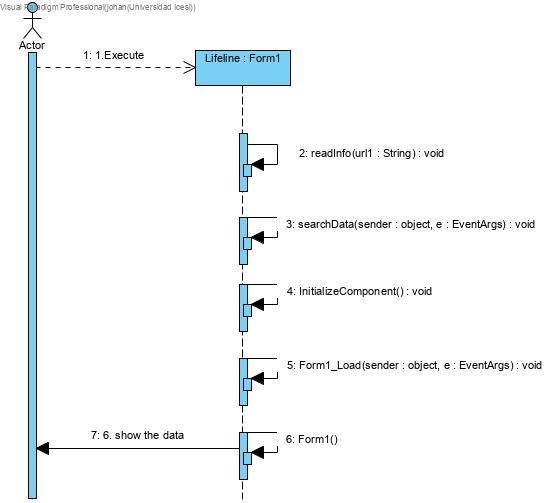 Visual Paradigm Professional(johan(Universidad Icesi))
Actor
1: 1.Execute
Lifeline : Form1
2: readInfo(url1 : String) : void
3: searchData(sender : object, e : EventArgs) : void
4: InitializeComponent() : void
5: Form1_Load(sender : object, e : EventArgs) : void
7: 6. show the data
6: Form1()